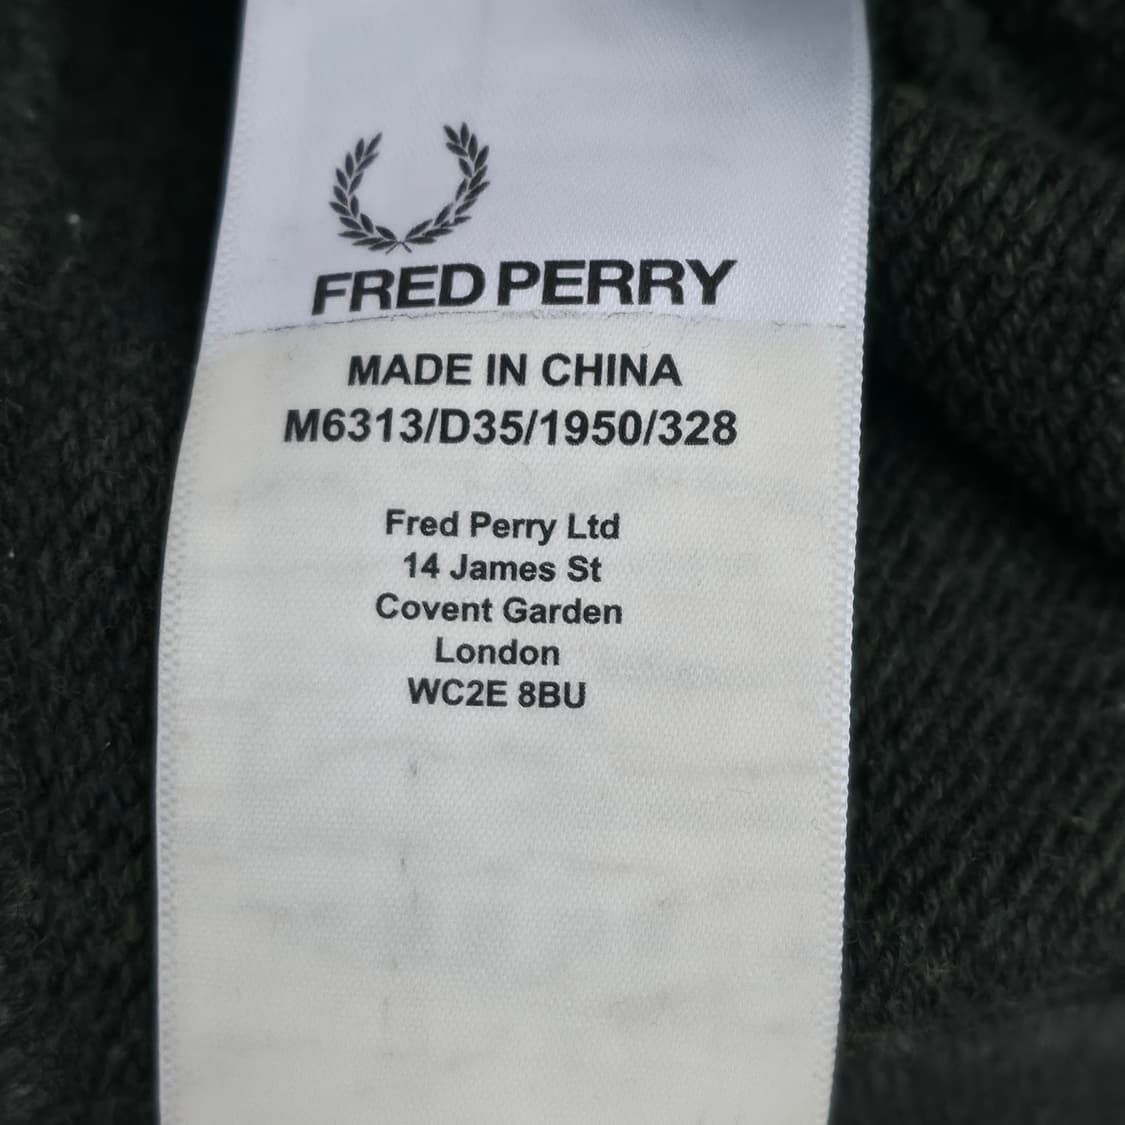 FRED PERRY
MADE IN CHINA
M6313/D35/1950/328
Fred Perry Ltd
14 James St
Covent Garden
London
WC2E 8BU